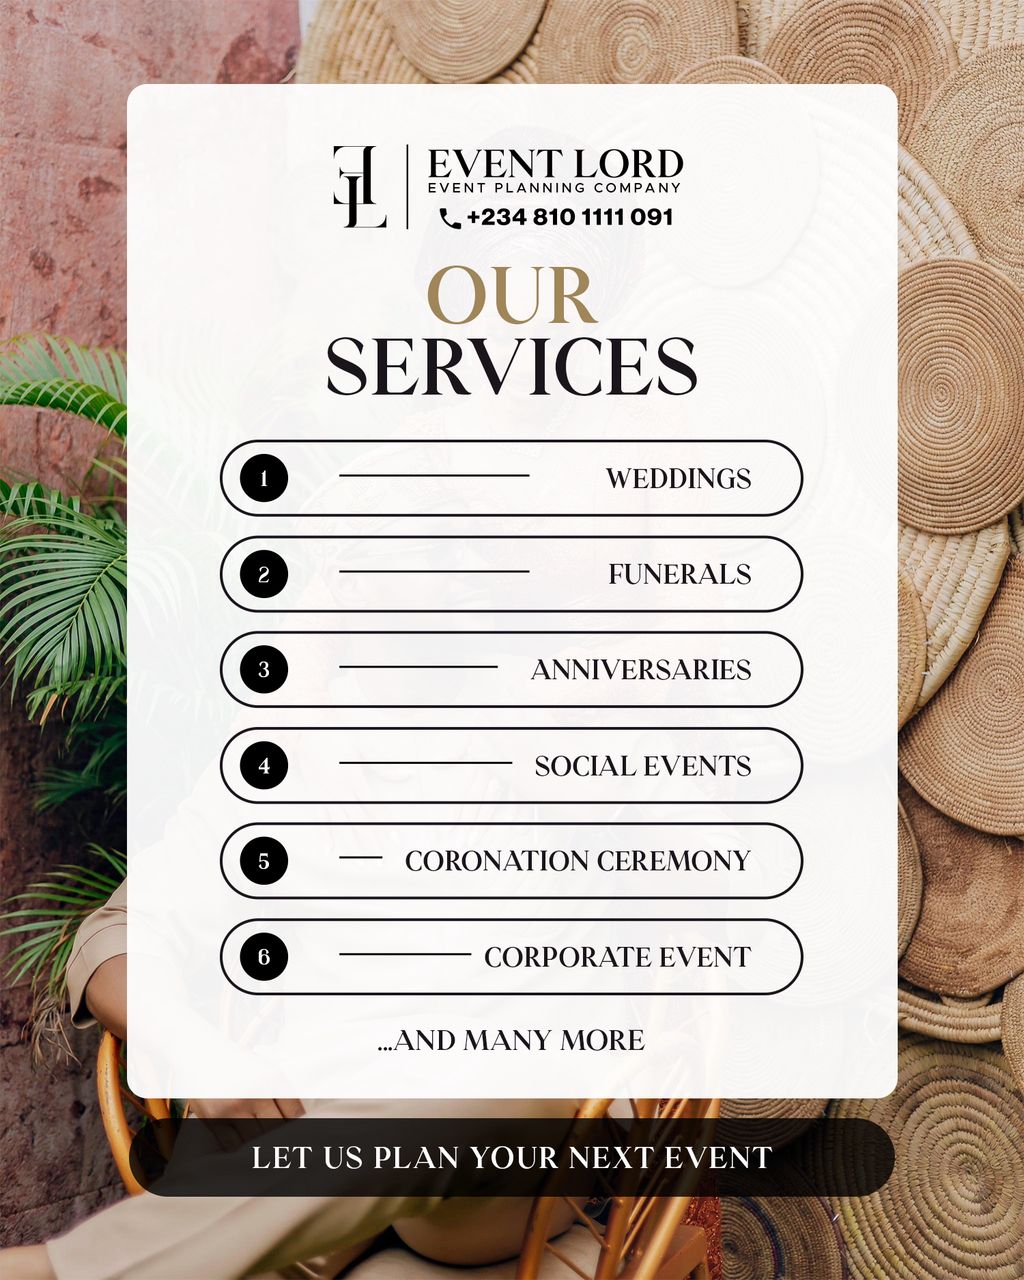 EL
EVENT LORD
EVENT PLANNING COMPANY
+234 810 1111 091
OUR
SERVICES
1 WEDDINGS
2 FUNERALS
3 ANNIVERSARIES
4 SOCIAL EVENTS
5 CORONATION CEREMONY
6 CORPORATE EVENT
...AND MANY MORE
LET US PLAN YOUR NEXT EVENT